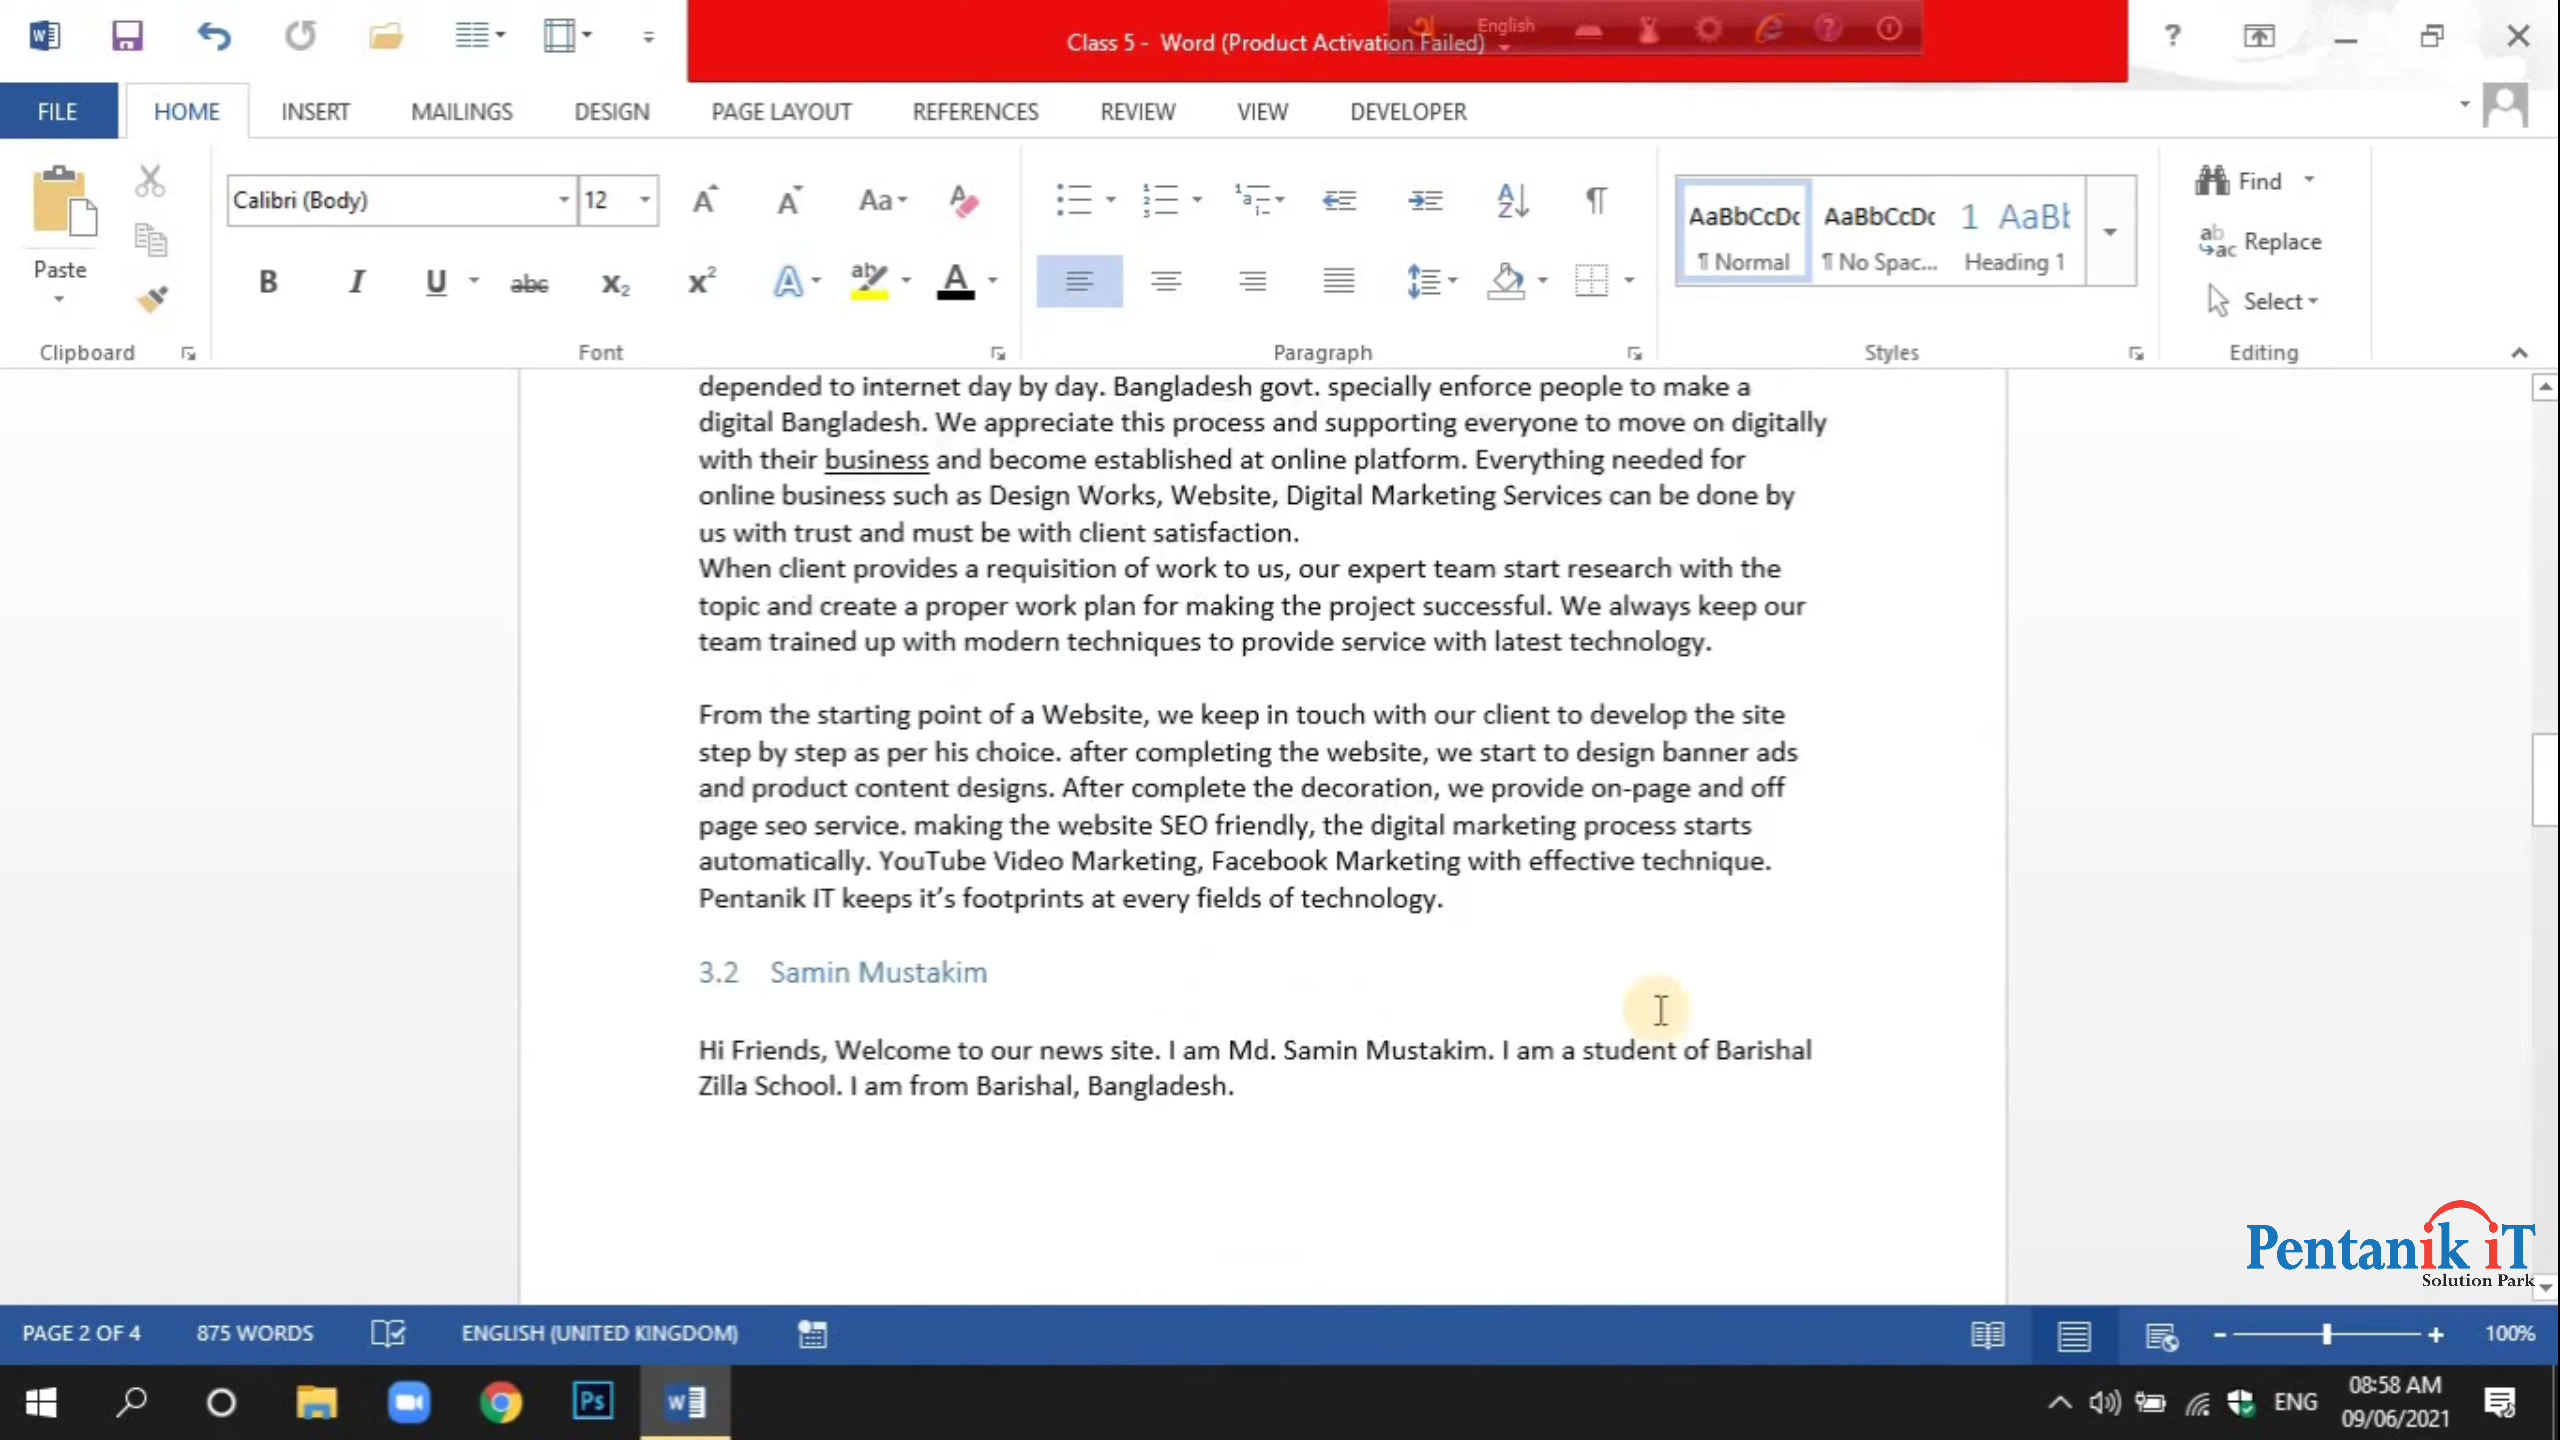 Class 5 - Word (Product Activation Failed)
English
FILE
HOME
INSERT
MAILINGS
DESIGN
PAGE LAYOUT
REFERENCES
REVIEW
VIEW
DEVELOPER
Paste
Calibri (Body)
12
AaBbCcDc
¶ Normal
AaBbCcDc
¶ No Spac...
1 AaBb
Heading 1
Find
Replace
Select
Clipboard
Font
Paragraph
Styles
Editing
depended to internet day by day. Bangladesh govt. specially enforce people to make a
digital Bangladesh. We appreciate this process and supporting everyone to move on digitally
with their business and become established at online platform. Everything needed for
online business such as Design Works, Website, Digital Marketing Services can be done by
us with trust and must be with client satisfaction.
When client provides a requisition of work to us, our expert team start research with the
topic and create a proper work plan for making the project successful. We always keep our
team trained up with modern techniques to provide service with latest technology.
From the starting point of a Website, we keep in touch with our client to develop the site
step by step as per his choice. after completing the website, we start to design banner ads
and product content designs. After complete the decoration, we provide on-page and off
page seo service. making the website SEO friendly, the digital marketing process starts
automatically. YouTube Video Marketing, Facebook Marketing with effective technique.
Pentanik IT keeps it’s footprints at every fields of technology.
3.2 Samin Mustakim
Hi Friends, Welcome to our news site. I am Md. Samin Mustakim. I am a student of Barishal
Zilla School. I am from Barishal, Bangladesh.
Pentanik iT
Solution Park
PAGE 2 OF 4
875 WORDS
ENGLISH (UNITED KINGDOM)
100%
Ps
ENG
08:58 AM
09/06/2021